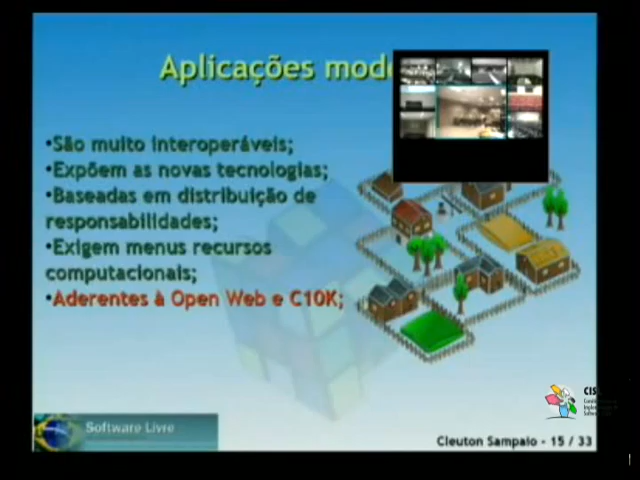 Aplicações mode
•São muito interoperáveis;
•Expõem as novas tecnologias;
•Baseadas em distribuição de
responsabilidades;
•Exigem menus recursos
computacionais;
•Aderentes à Open Web e C10K;
CIS
Software Livre
Cleuton Sampaio - 15 / 33